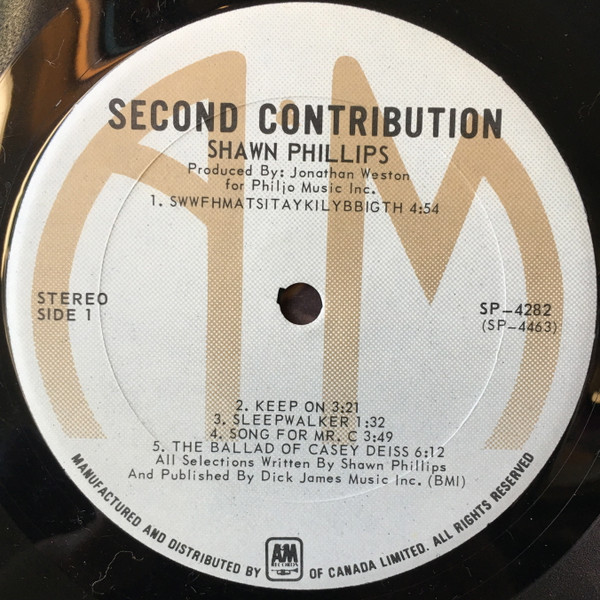 SECOND CONTRIBUTION
SHAWN PHILLIPS
Produced By: Jonathan Weston
for Philjo Music Inc.
1. SWWFHMATSITAYKILYBBIGTH 4:54
STEREO
SIDE 1
SP-4282
(SP-4463)
2. KEEP ON 3:21
3. SLEEPWALKER 1:32
4. SONG FOR MR. C 3:49
5. THE BALLAD OF CASEY DEISS 6:12
All Selections Written By Shawn Phillips
And Published By Dick James Music Inc. (BMI)
MANUFACTURED AND DISTRIBUTED BY A&M RECORDS OF CANADA LIMITED. ALL RIGHTS RESERVED